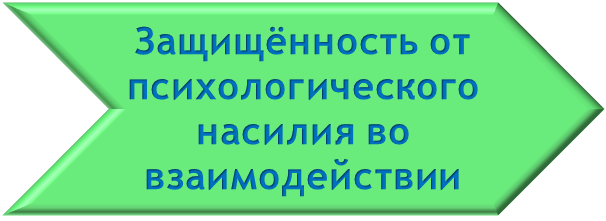 Защищённость от
психологического
насилия во
взаимодействии